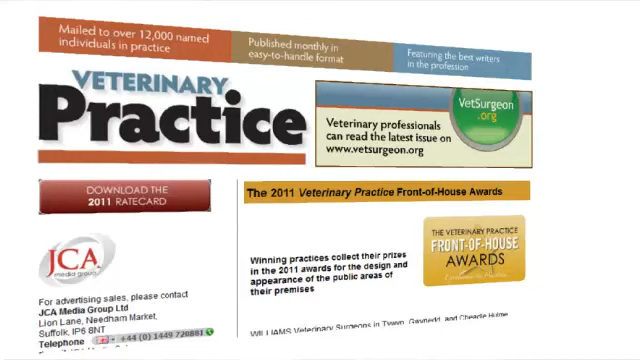 Mailed to over 12,000 named
individuals in practice
Published monthly in
easy-to-handle format
Featuring the best writers
in the profession
VETERINARY
Practice
Veterinary professionals
can read the latest issue on
www.vetsurgeon.org
VetSurgeon
.org
DOWNLOAD THE
2011 RATECARD
The 2011 Veterinary Practice Front-of-House Awards
JCA
media group
Winning practices collect their prizes
in the 2011 awards for the design and
appearance of the public areas of
their premises
THE VETERINARY PRACTICE
FRONT-OF-HOUSE
AWARDS
For advertising sales, please contact
JCA Media Group Ltd
Lion Lane, Needham Market,
Suffolk, IP6 8NT
Telephone +44 (0) 1449 726881
WILLIAMS Veterinary Surgeons in Tywyn, Gwynedd, and Cheadle Hulme